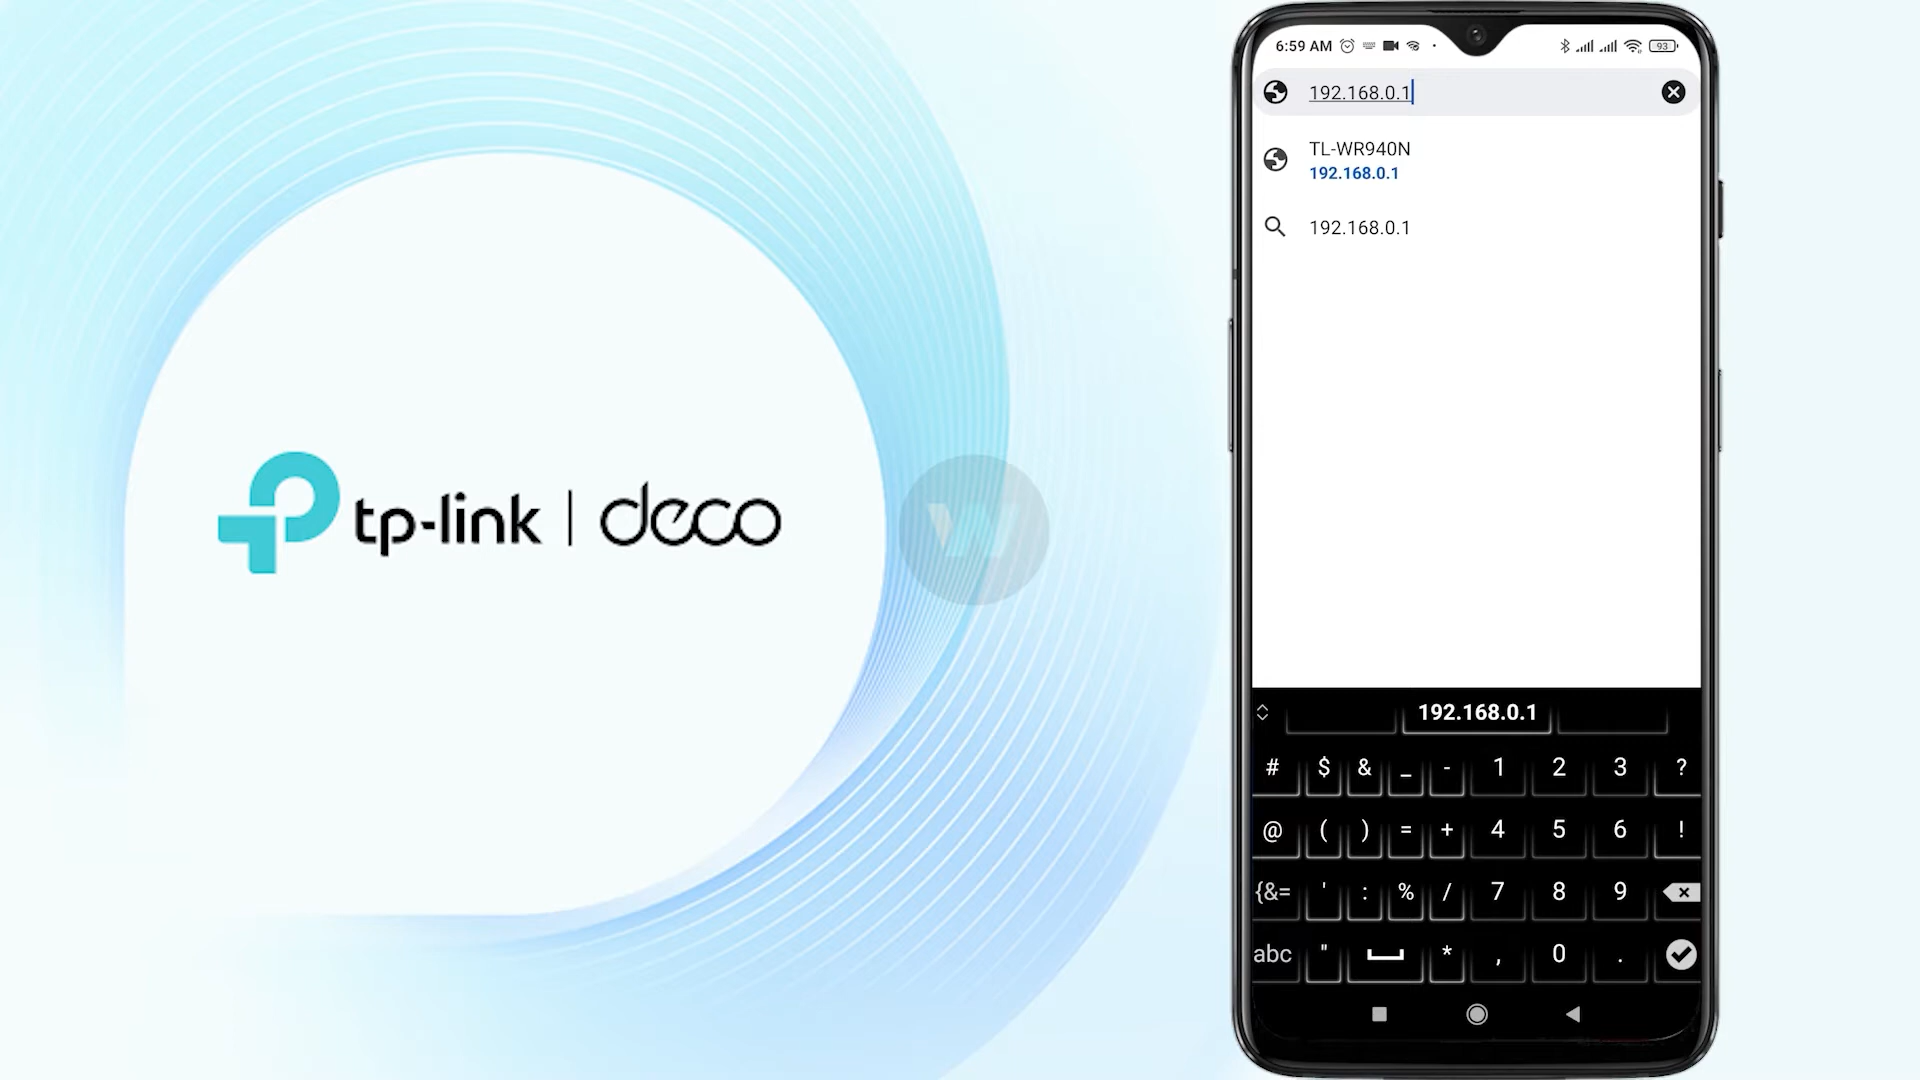 tp-link | deco
W
6:59 AM
93
192.168.0.1
TL-WR940N
192.168.0.1
192.168.0.1
192.168.0.1
# $ & _ - 1 2 3 ?
@ ( ) = + 4 5 6 !
{&= ' : % / 7 8 9
abc " * , 0 .